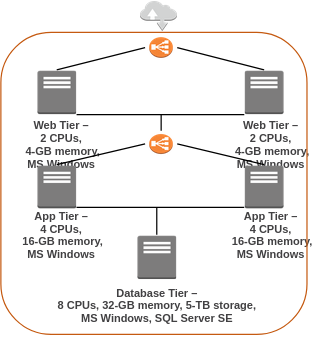 Web Tier –
2 CPUs,
4-GB memory,
MS Windows
Web Tier –
2 CPUs,
4-GB memory,
MS Windows
App Tier –
4 CPUs,
16-GB memory,
MS Windows
App Tier –
4 CPUs,
16-GB memory,
MS Windows
Database Tier –
8 CPUs, 32-GB memory, 5-TB storage,
MS Windows, SQL Server SE